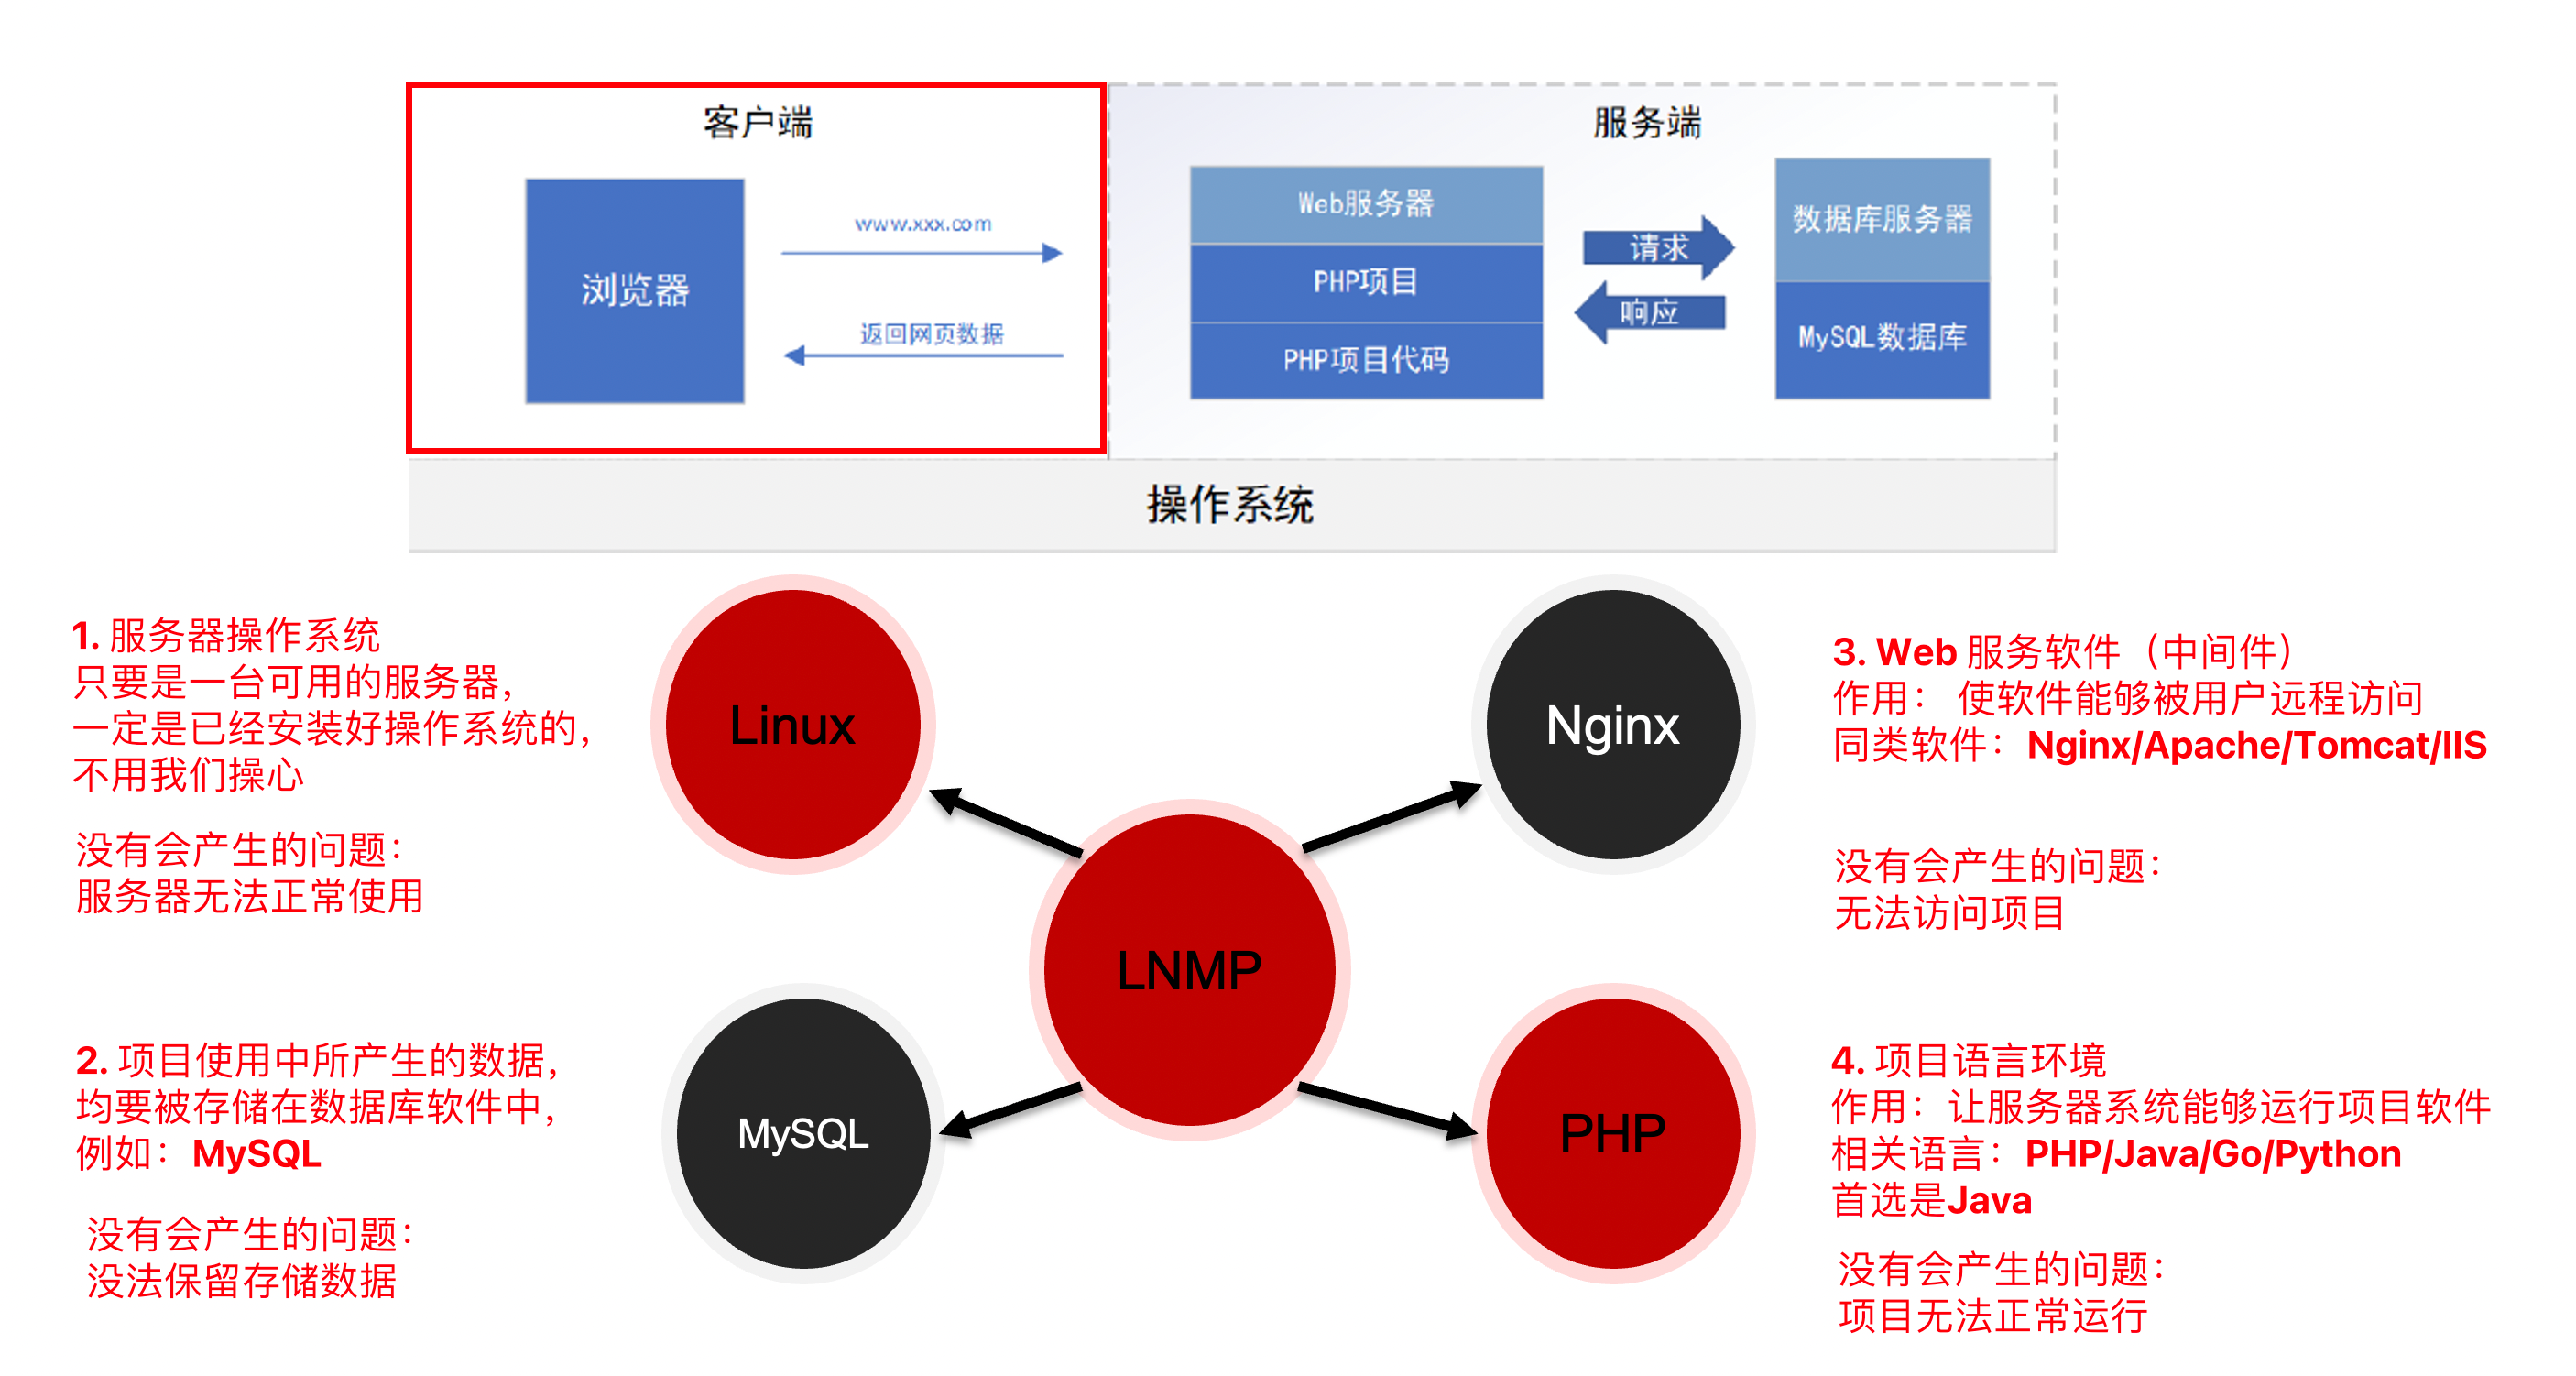 客户端
服务端
浏览器
www.xxx.com
返回网页数据
Web服务器
PHP项目
PHP项目代码
请求
响应
数据库服务器
MySQL数据库
操作系统
1. 服务器操作系统
只要是一台可用的服务器，
一定是已经安装好操作系统的，
不用我们操心
没有会产生的问题：
服务器无法正常使用
Linux
Nginx
3. Web 服务软件（中间件）
作用： 使软件能够被用户远程访问
同类软件：Nginx/Apache/Tomcat/IIS
没有会产生的问题：
无法访问项目
LNMP
2. 项目使用中所产生的数据，
均要被存储在数据库软件中，
例如：MySQL
没有会产生的问题：
没法保留存储数据
MySQL
PHP
4. 项目语言环境
作用：让服务器系统能够运行项目软件
相关语言：PHP/Java/Go/Python
首选是Java
没有会产生的问题：
项目无法正常运行